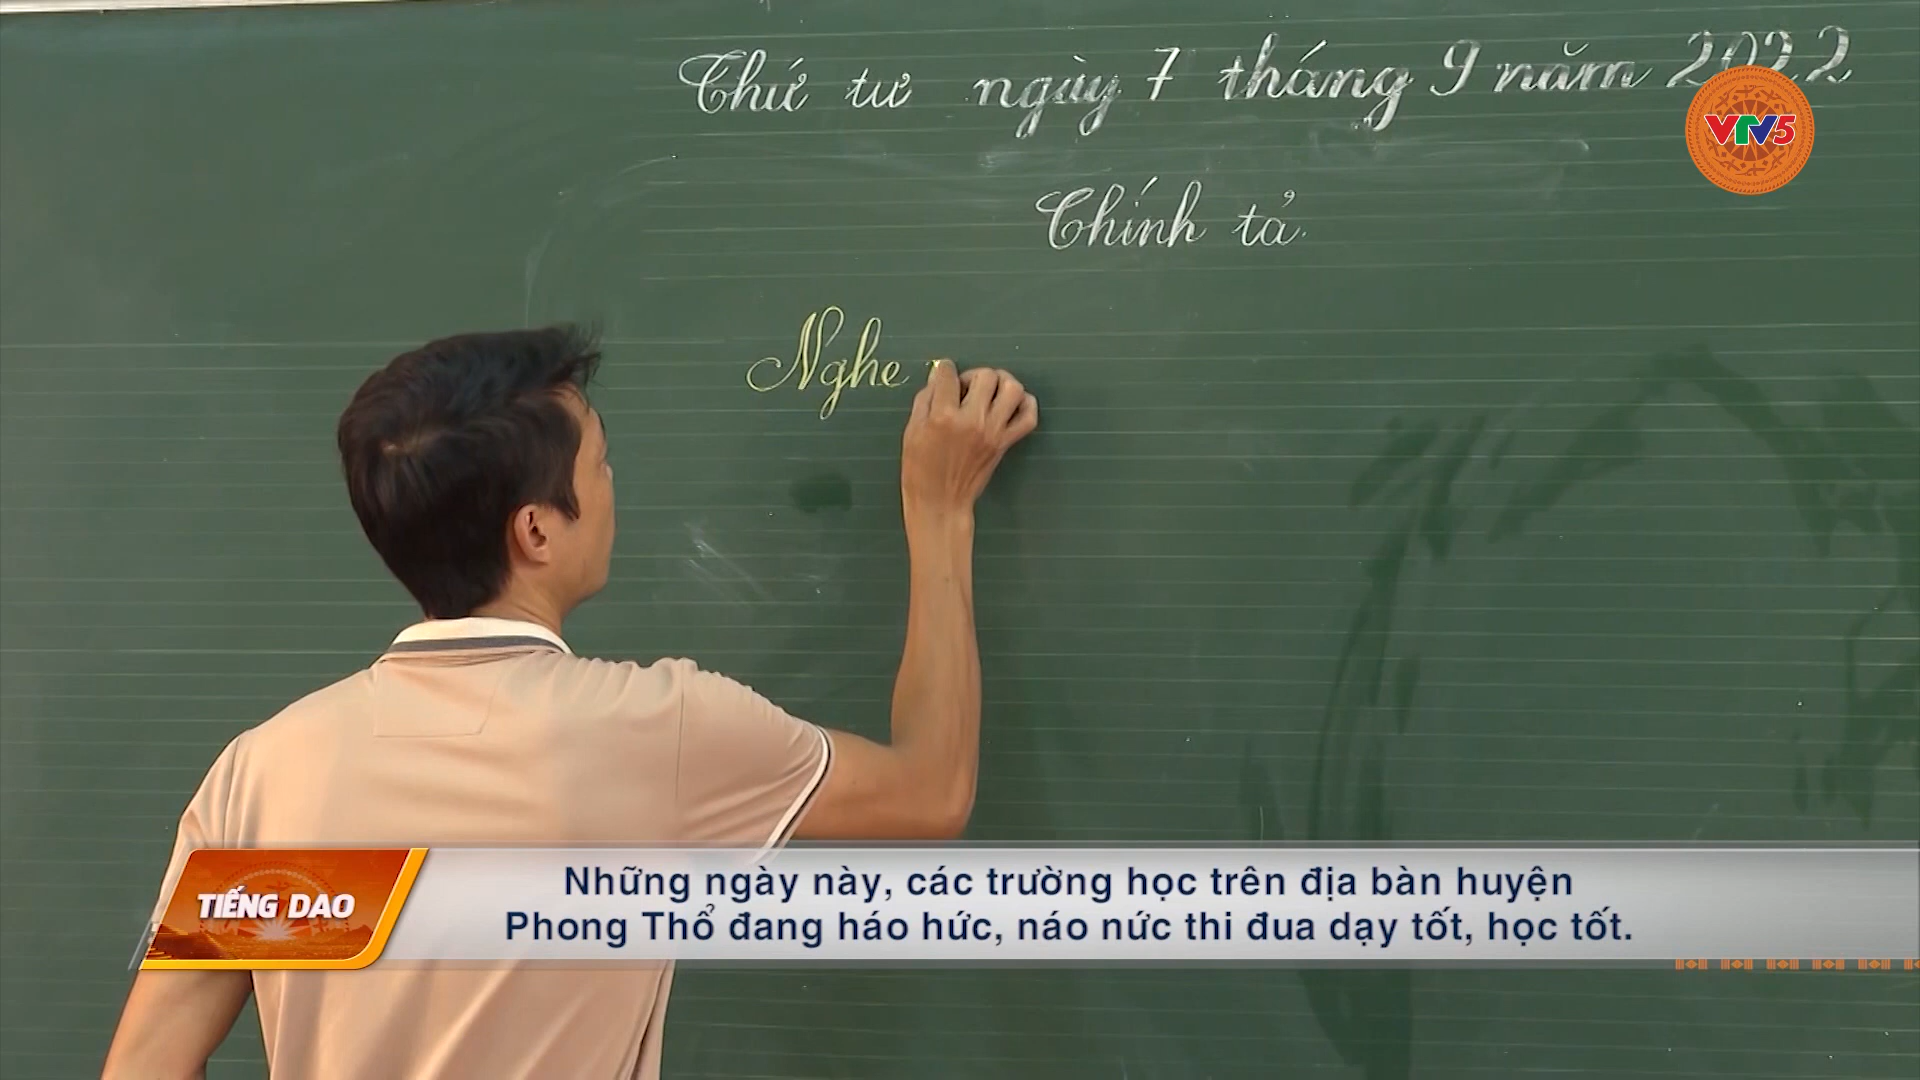 Thứ tư ngày 7 tháng 9 năm 2022
VTV5
Chính tả.
Nghe
TIẾNG DAO
Những ngày này, các trường học trên địa bàn huyện
Phong Thổ đang háo hức, náo nức thi đua dạy tốt, học tốt.